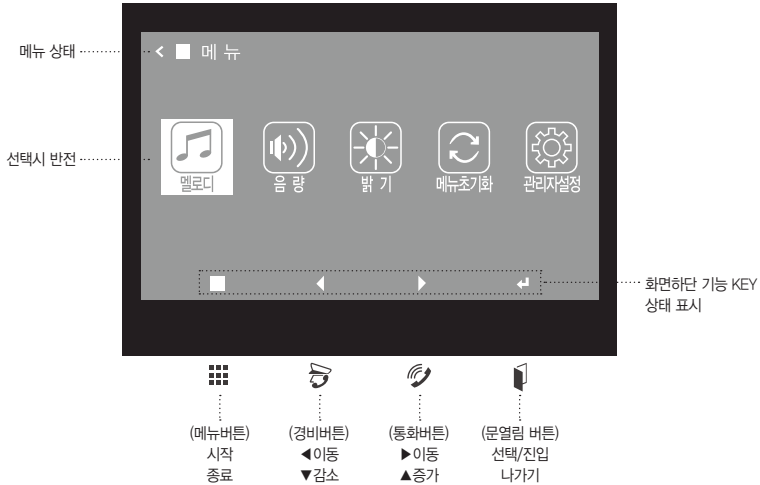 메뉴 상태
< ■ 메 뉴
선택시 반전
멜로디
음 량
밝 기
메뉴초기화
관리자설정
화면하단 기능 KEY
상태 표시
(메뉴버튼)
시작
종료
(경비버튼)
◀이동
▼감소
(통화버튼)
▶이동
▲증가
(문열림 버튼)
선택/진입
나가기